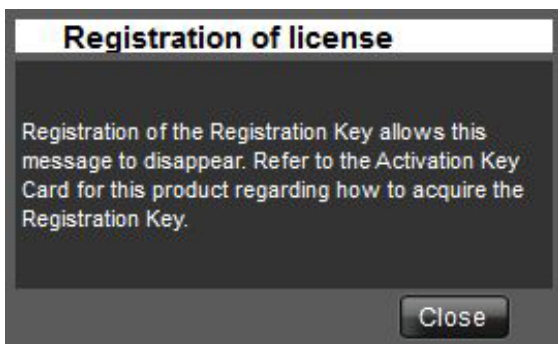 Registration of license
Registration of the Registration Key allows this
message to disappear. Refer to the Activation Key
Card for this product regarding how to acquire the
Registration Key.
Close